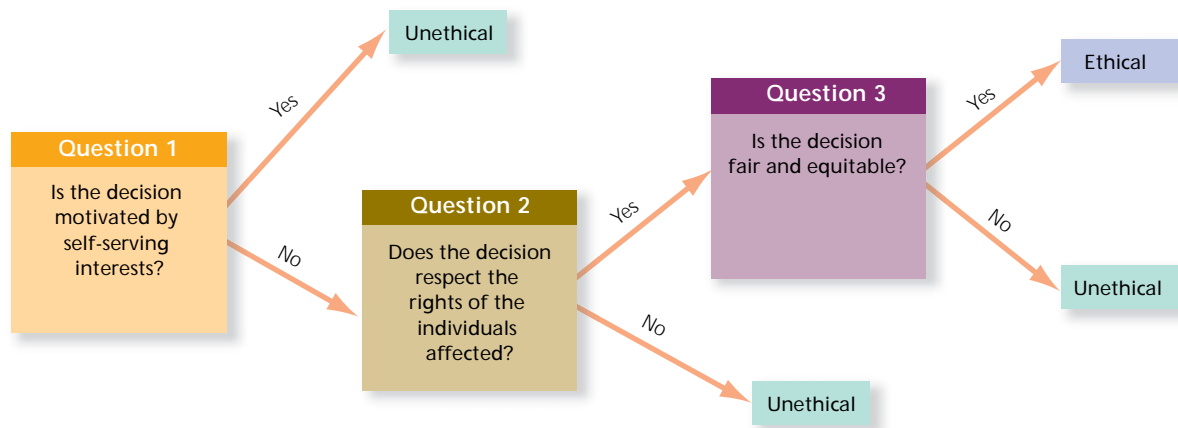 Question 1
Is the decision
motivated by
self-serving
interests?
Yes
Unethical
No
Question 2
Does the decision
respect the
rights of the
individuals
affected?
Yes
No
Unethical
Question 3
Is the decision
fair and equitable?
Yes
Ethical
No
Unethical